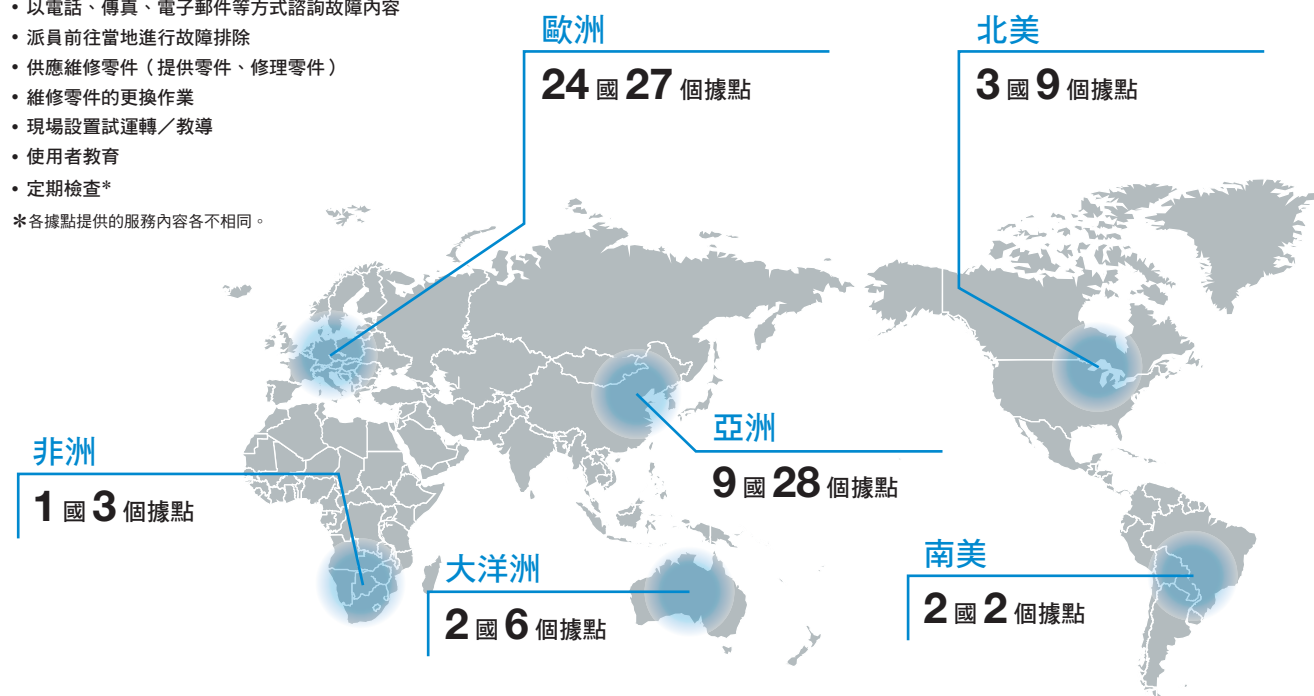 • 以電話、傳真、電子郵件等方式諮詢故障內容
• 派員前往當地進行故障排除
• 供應維修零件（提供零件、修理零件）
• 維修零件的更換作業
• 現場設置試運轉／教導
• 使用者教育
• 定期檢查*
＊各據點提供的服務內容各不相同。
歐洲
24 國 27 個據點
北美
3 國 9 個據點
非洲
1 國 3 個據點
亞洲
9 國 28 個據點
大洋洲
2 國 6 個據點
南美
2 國 2 個據點